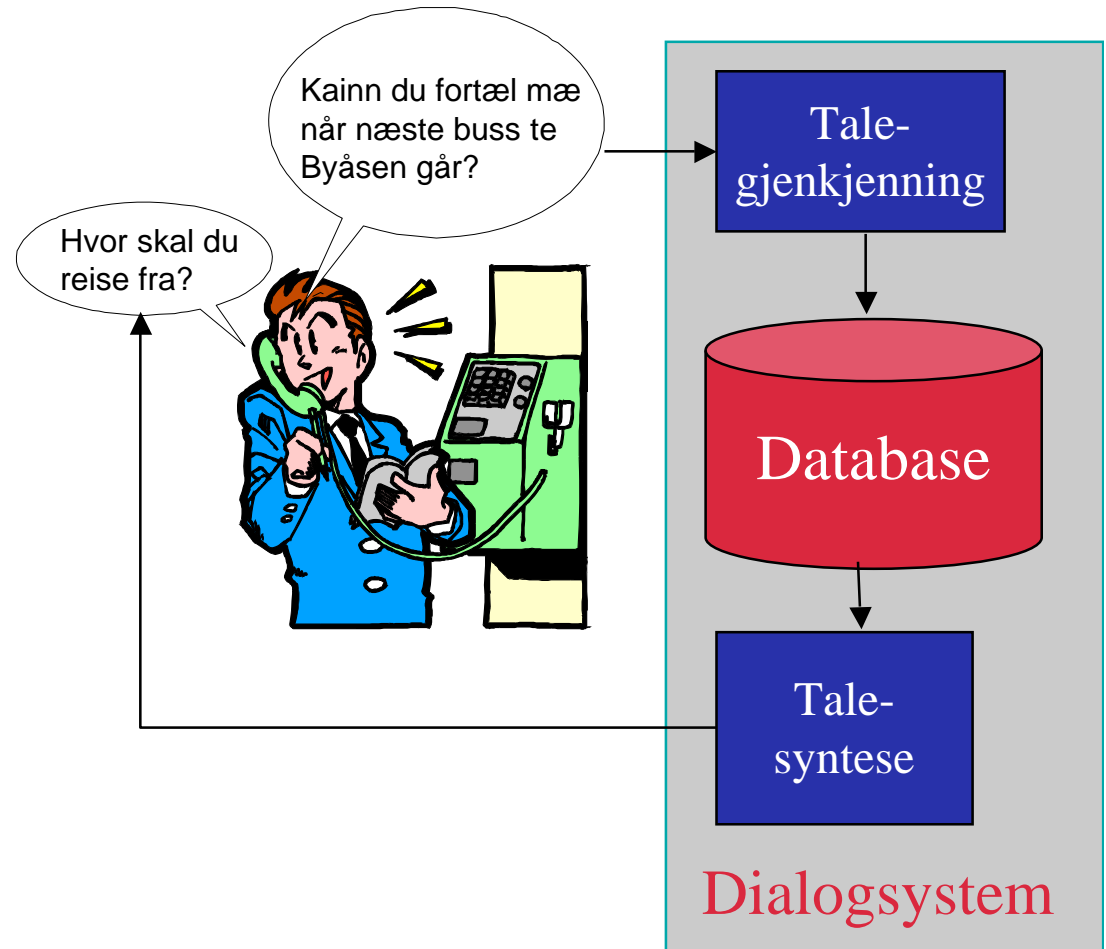 Kainn du fortæl mæ
når næste buss te
Byåsen går?
Hvor skal du
reise fra?
Tale-
gjenkjenning
Database
Tale-
syntese
Dialogsystem